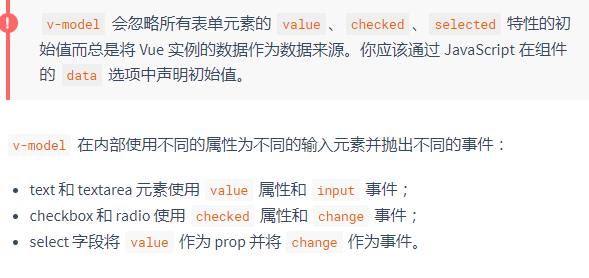 v-model 会忽略所有表单元素的 value、checked、selected 特性的初
始值而总是将 Vue 实例的数据作为数据来源。你应该通过 JavaScript 在组件
的 data 选项中声明初始值。
v-model 在内部使用不同的属性为不同的输入元素并抛出不同的事件：
• text 和 textarea 元素使用 value 属性和 input 事件；
• checkbox 和 radio 使用 checked 属性和 change 事件；
• select 字段将 value 作为 prop 并将 change 作为事件。